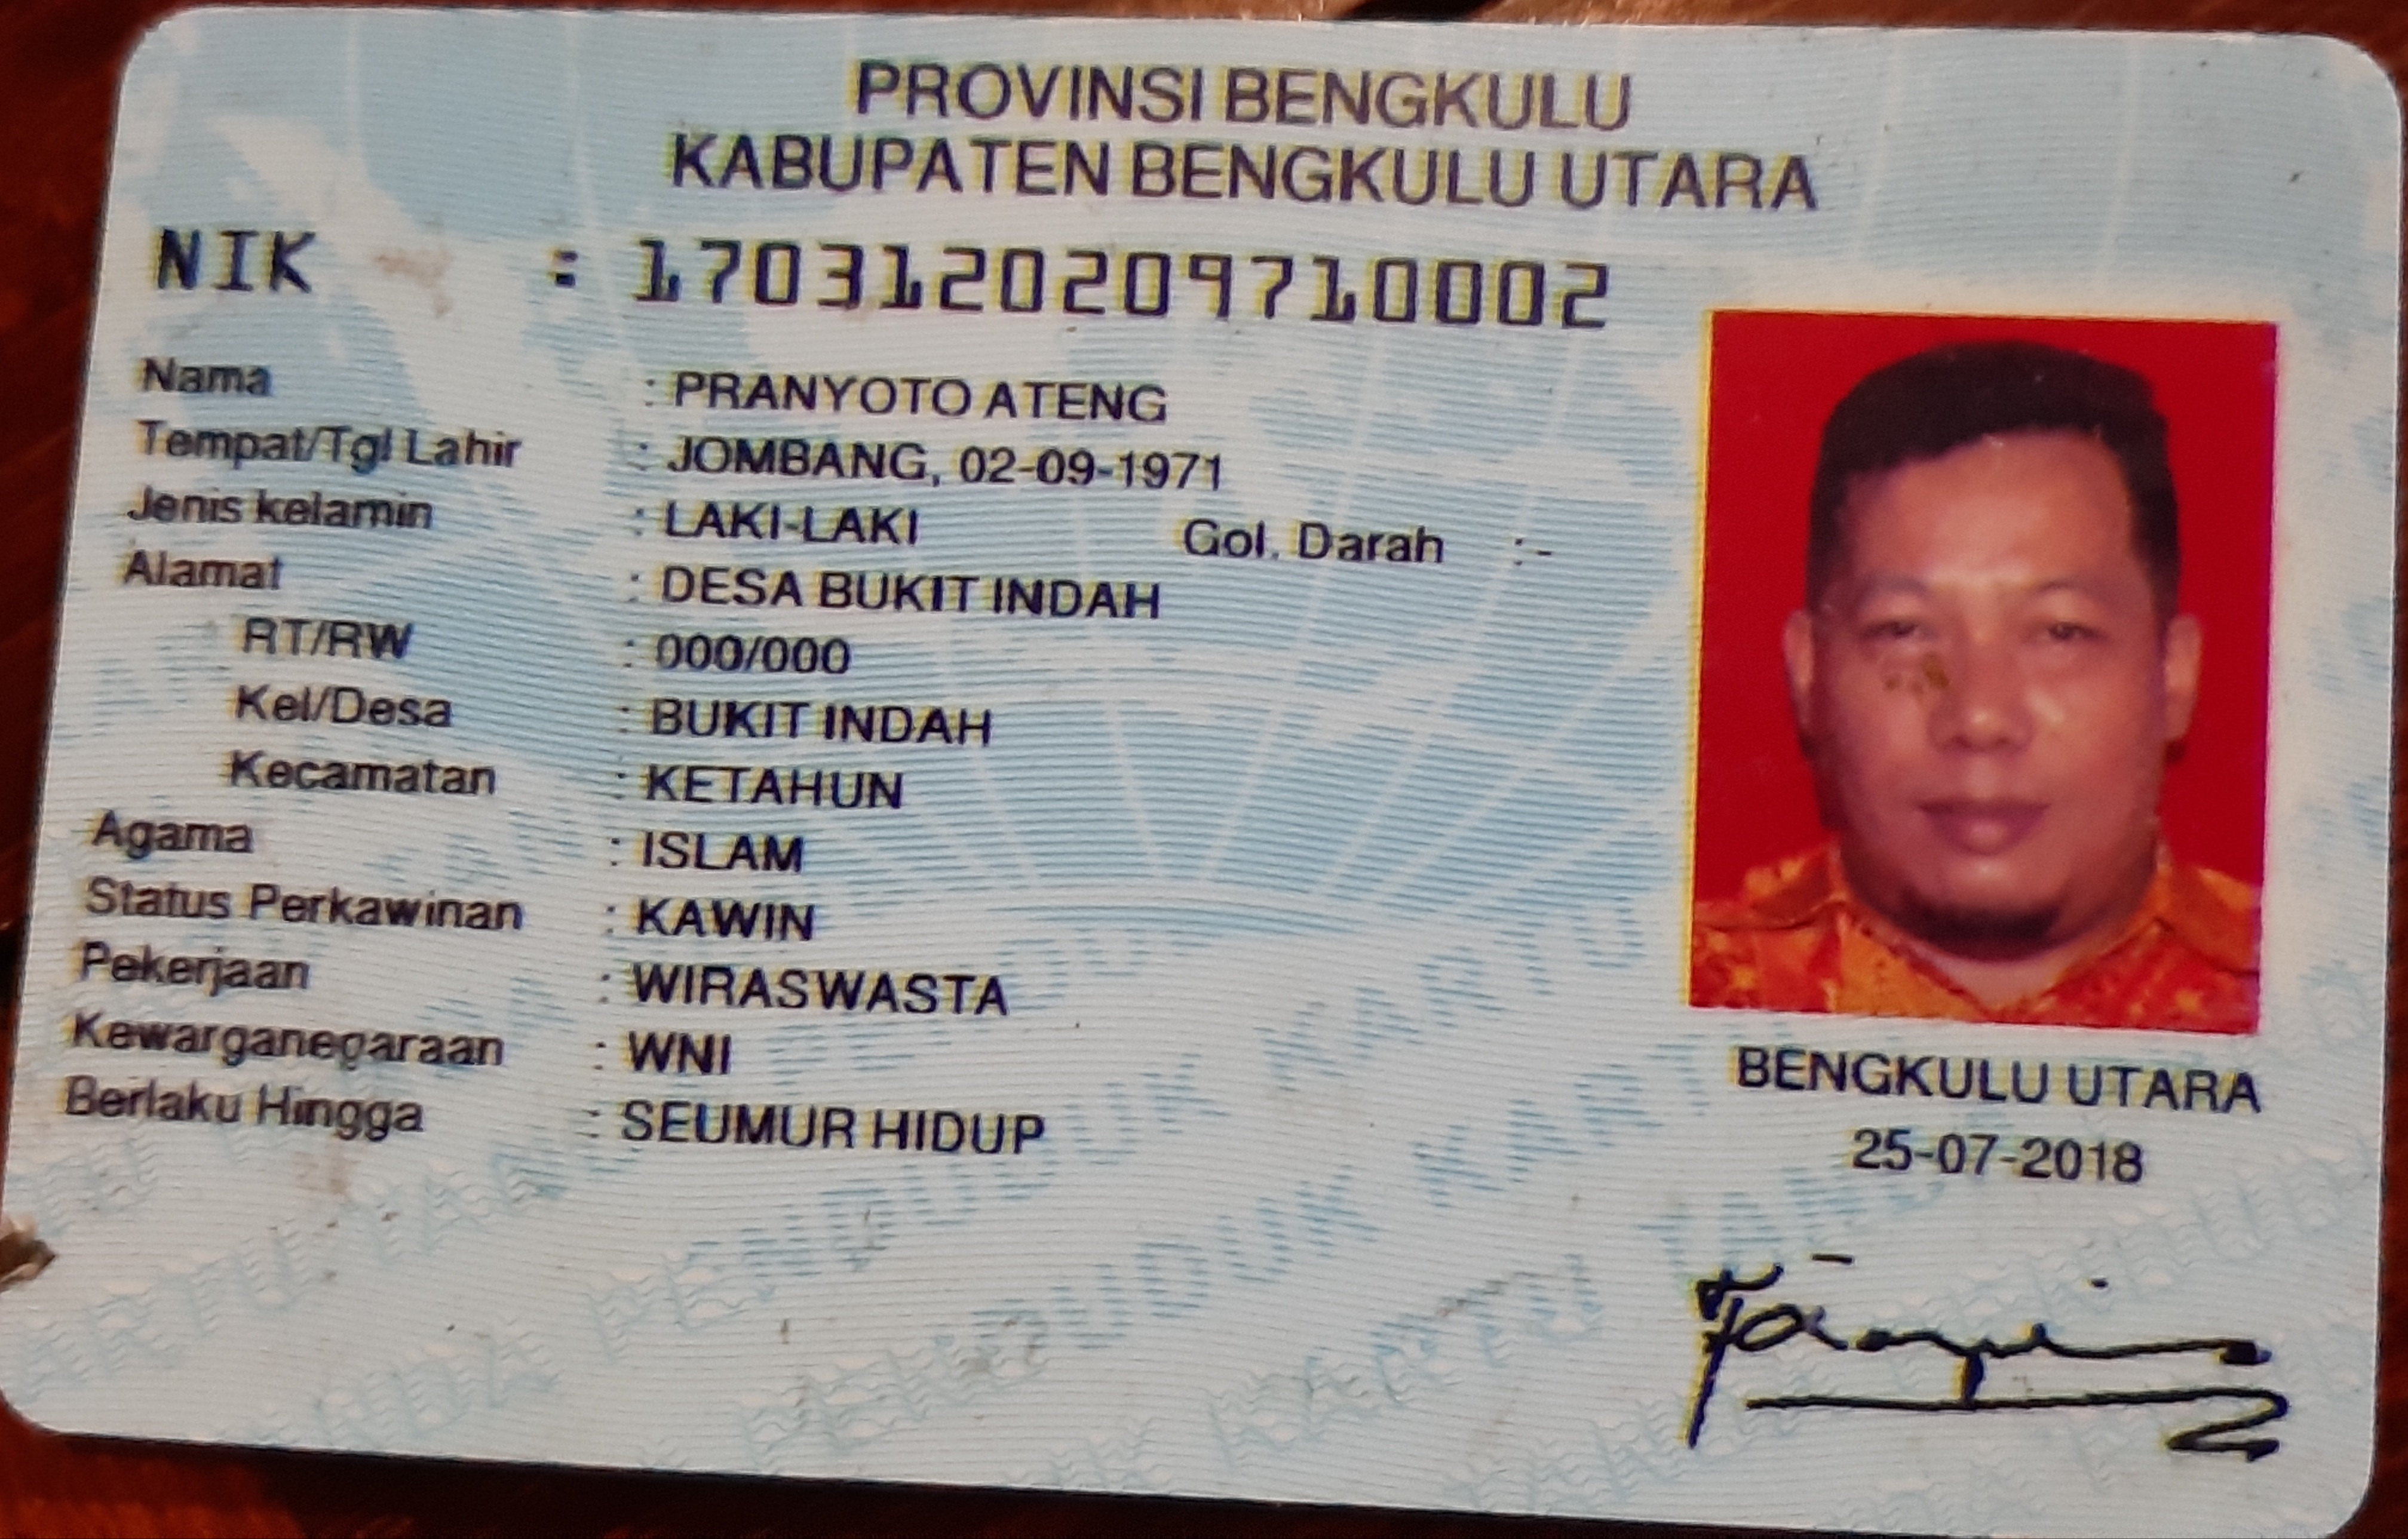 PROVINSI BENGKULU
KABUPATEN BENGKULU UTARA
NIK : 1703120209710002
Nama : PRANYOTO ATENG
Tempat/Tgl Lahir : JOMBANG, 02-09-1971
Jenis kelamin : LAKI-LAKI Gol. Darah :-
Alamat : DESA BUKIT INDAH
RT/RW : 000/000
Kel/Desa : BUKIT INDAH
Kecamatan : KETAHUN
Agama : ISLAM
Status Perkawinan : KAWIN
Pekerjaan : WIRASWASTA
Kewarganegaraan : WNI
Berlaku Hingga : SEUMUR HIDUP
BENGKULU UTARA
25-07-2018